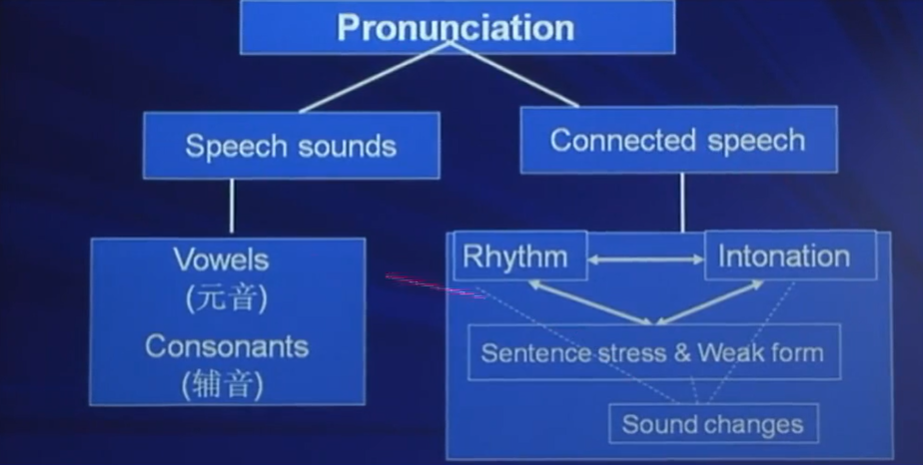 Pronunciation
Speech sounds
Connected speech
Vowels
(元音)
Consonants
(辅音)
Rhythm
Intonation
Sentence stress & Weak form
Sound changes